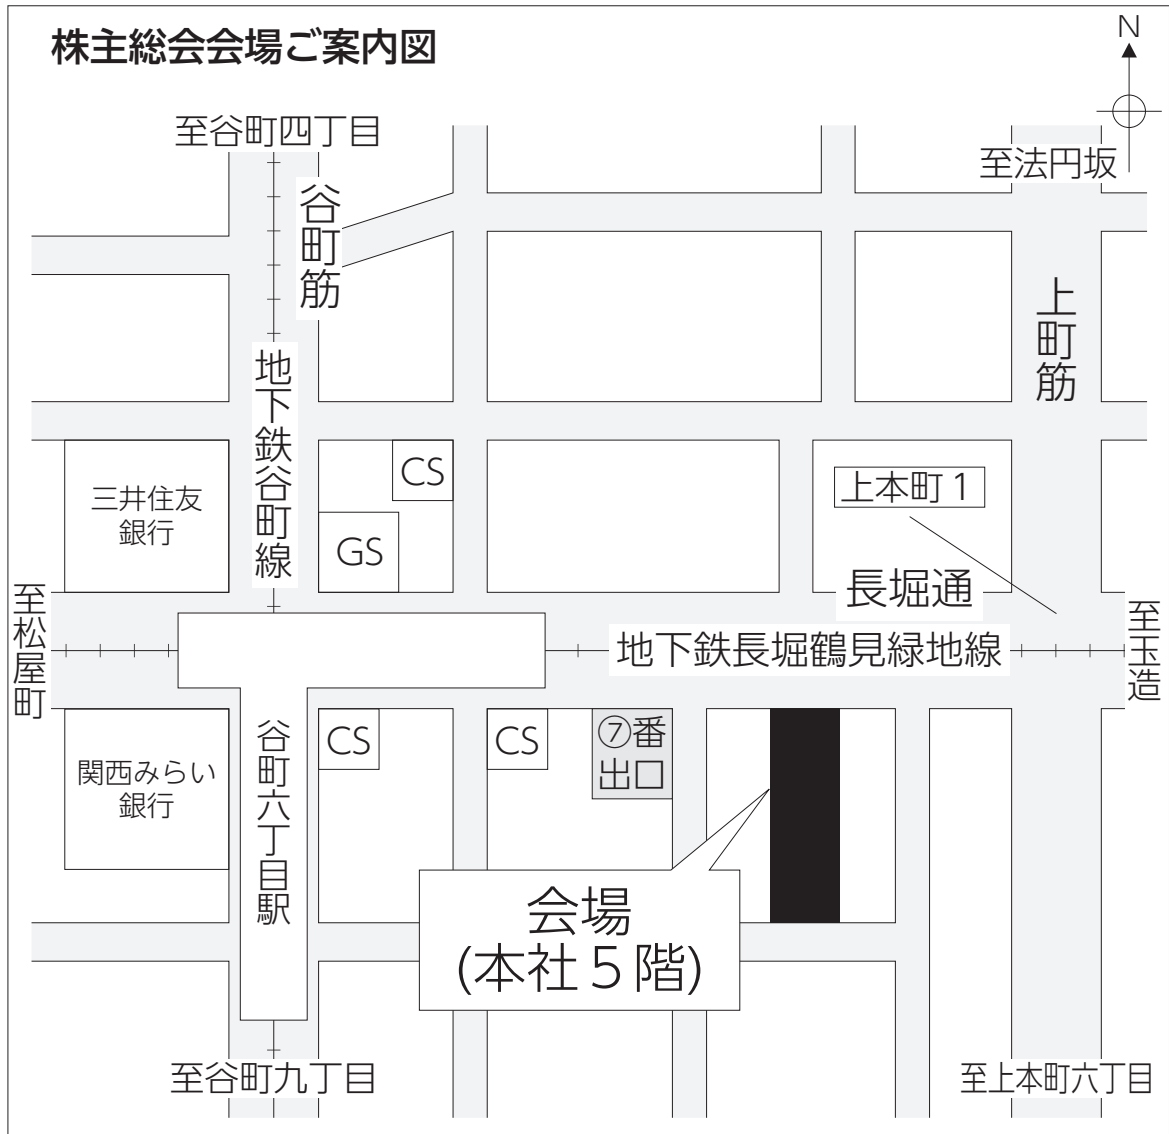 株主総会会場ご案内図
N
至谷町四丁目
至法円坂
谷町筋
上町筋
地下鉄谷町線
CS
三井住友
銀行
GS
上本町1
長堀通
至松屋町
地下鉄長堀鶴見緑地線
至玉造
関西みらい
銀行
谷町六丁目駅
CS
CS
⑦番
出口
会場
(本社5階)
至谷町九丁目
至上本町六丁目